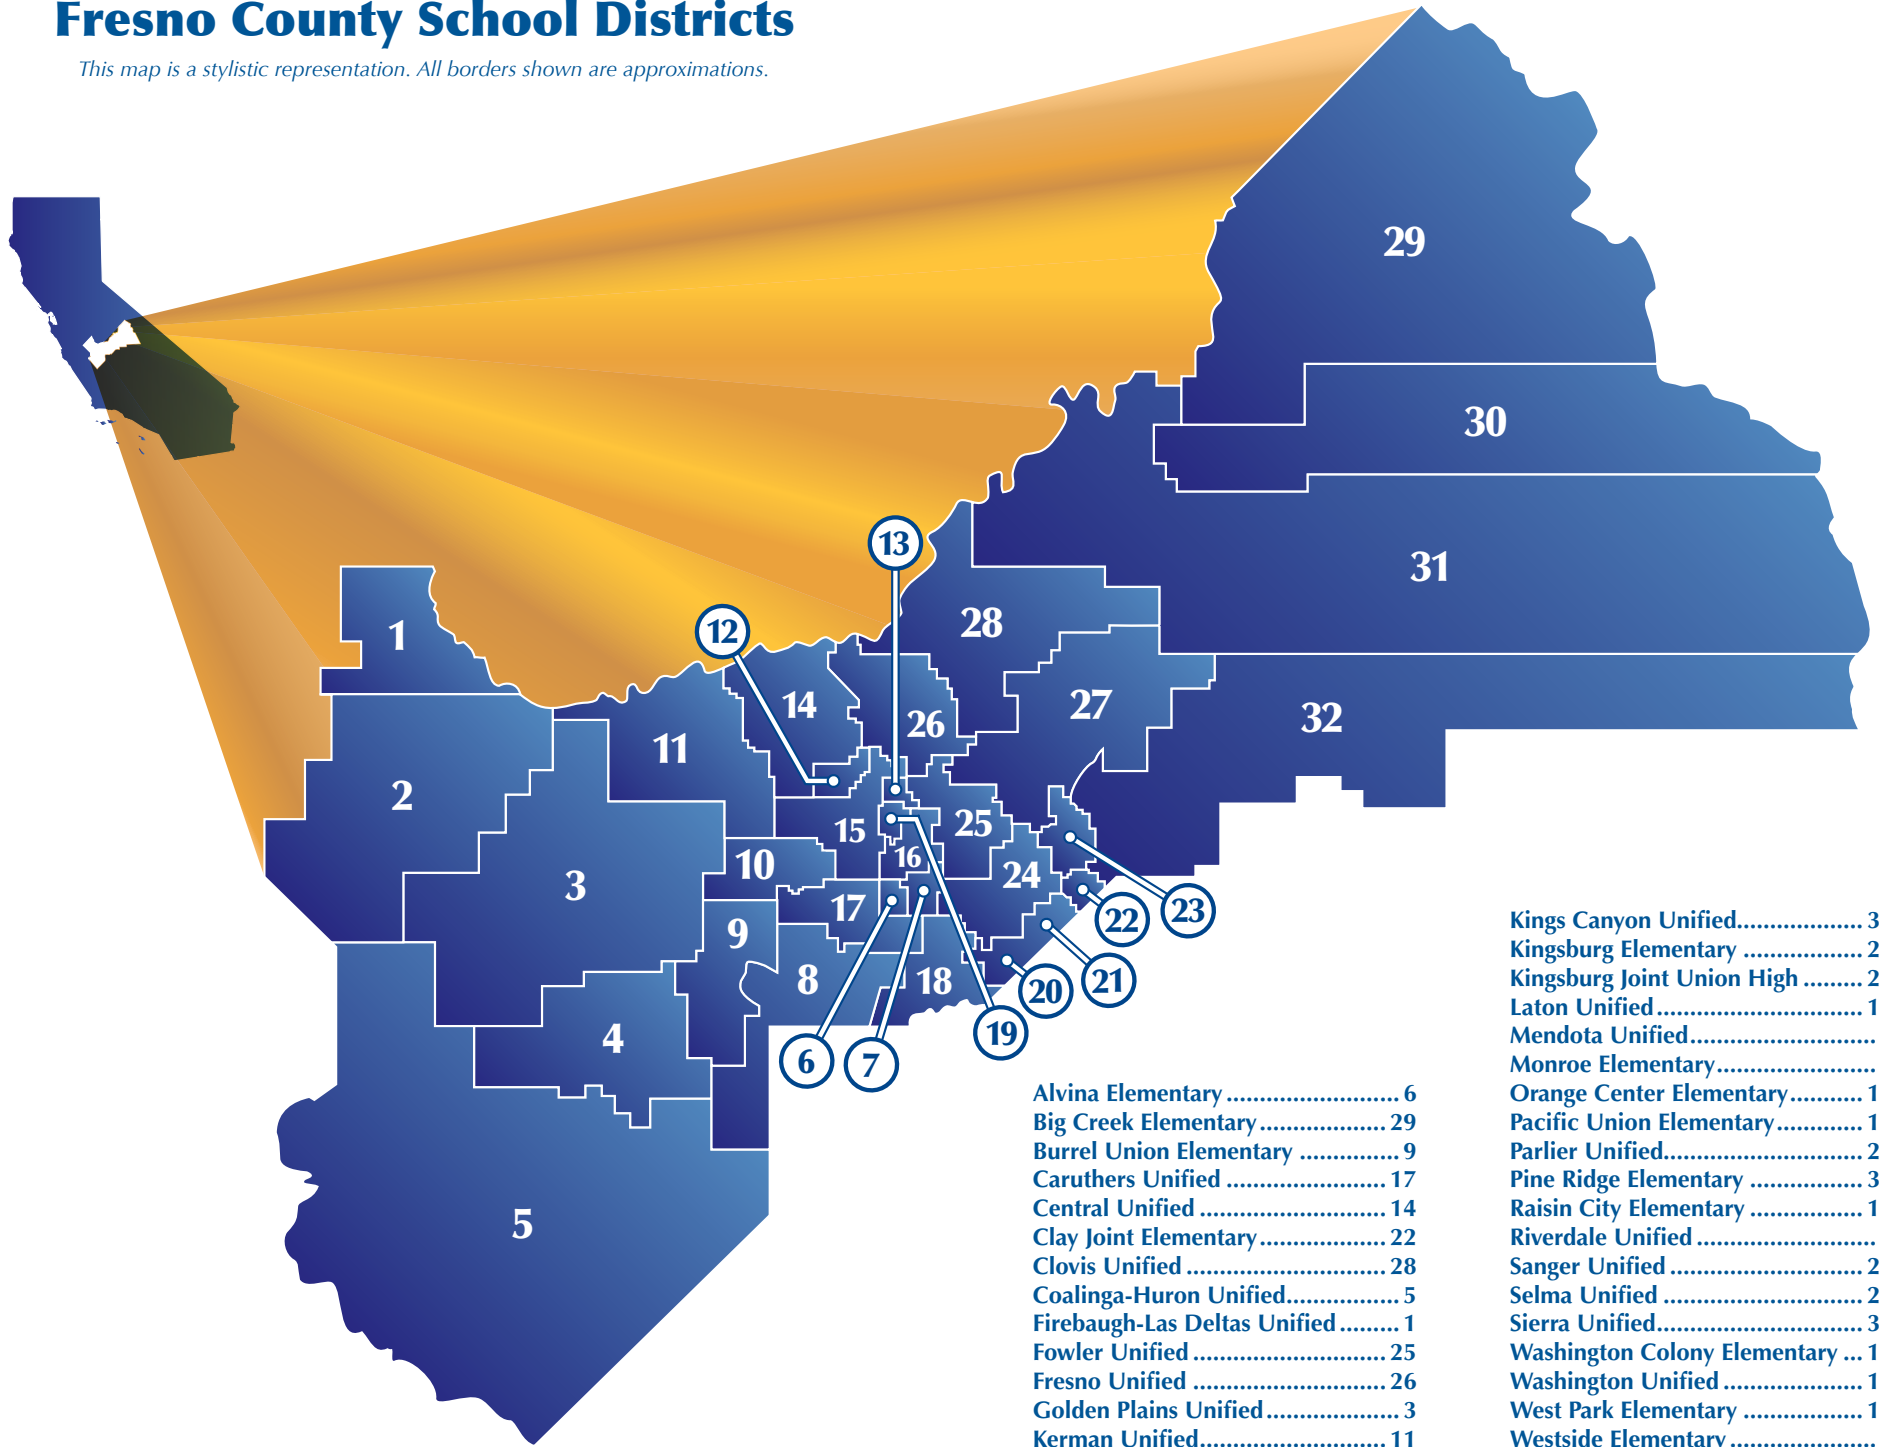 Fresno County School Districts
This map is a stylistic representation. All borders shown are approximations.
29
30
31
13
28
12
1
14
27
26
32
11
2
25
15
16
10
24
3
17
23
22
9
8
18
21
20
19
4
6
7
5
Alvina Elementary .......................... 6
Big Creek Elementary................... 29
Burrel Union Elementary ............... 9
Caruthers Unified ........................ 17
Central Unified ............................ 14
Clay Joint Elementary................... 22
Clovis Unified .............................. 28
Coalinga-Huron Unified................. 5
Firebaugh-Las Deltas Unified......... 1
Fowler Unified ............................. 25
Fresno Unified ............................. 26
Golden Plains Unified.................... 3
Kerman Unified............................ 11
Kings Canyon Unified................... 3
Kingsburg Elementary .................. 2
Kingsburg Joint Union High ......... 2
Laton Unified............................... 1
Mendota Unified............................
Monroe Elementary........................
Orange Center Elementary........... 1
Pacific Union Elementary............. 1
Parlier Unified.............................. 2
Pine Ridge Elementary ................. 3
Raisin City Elementary ................. 1
Riverdale Unified ...........................
Sanger Unified ............................. 2
Selma Unified .............................. 2
Sierra Unified............................... 3
Washington Colony Elementary ... 1
Washington Unified ..................... 1
West Park Elementary .................. 1
Westside Elementary ......................